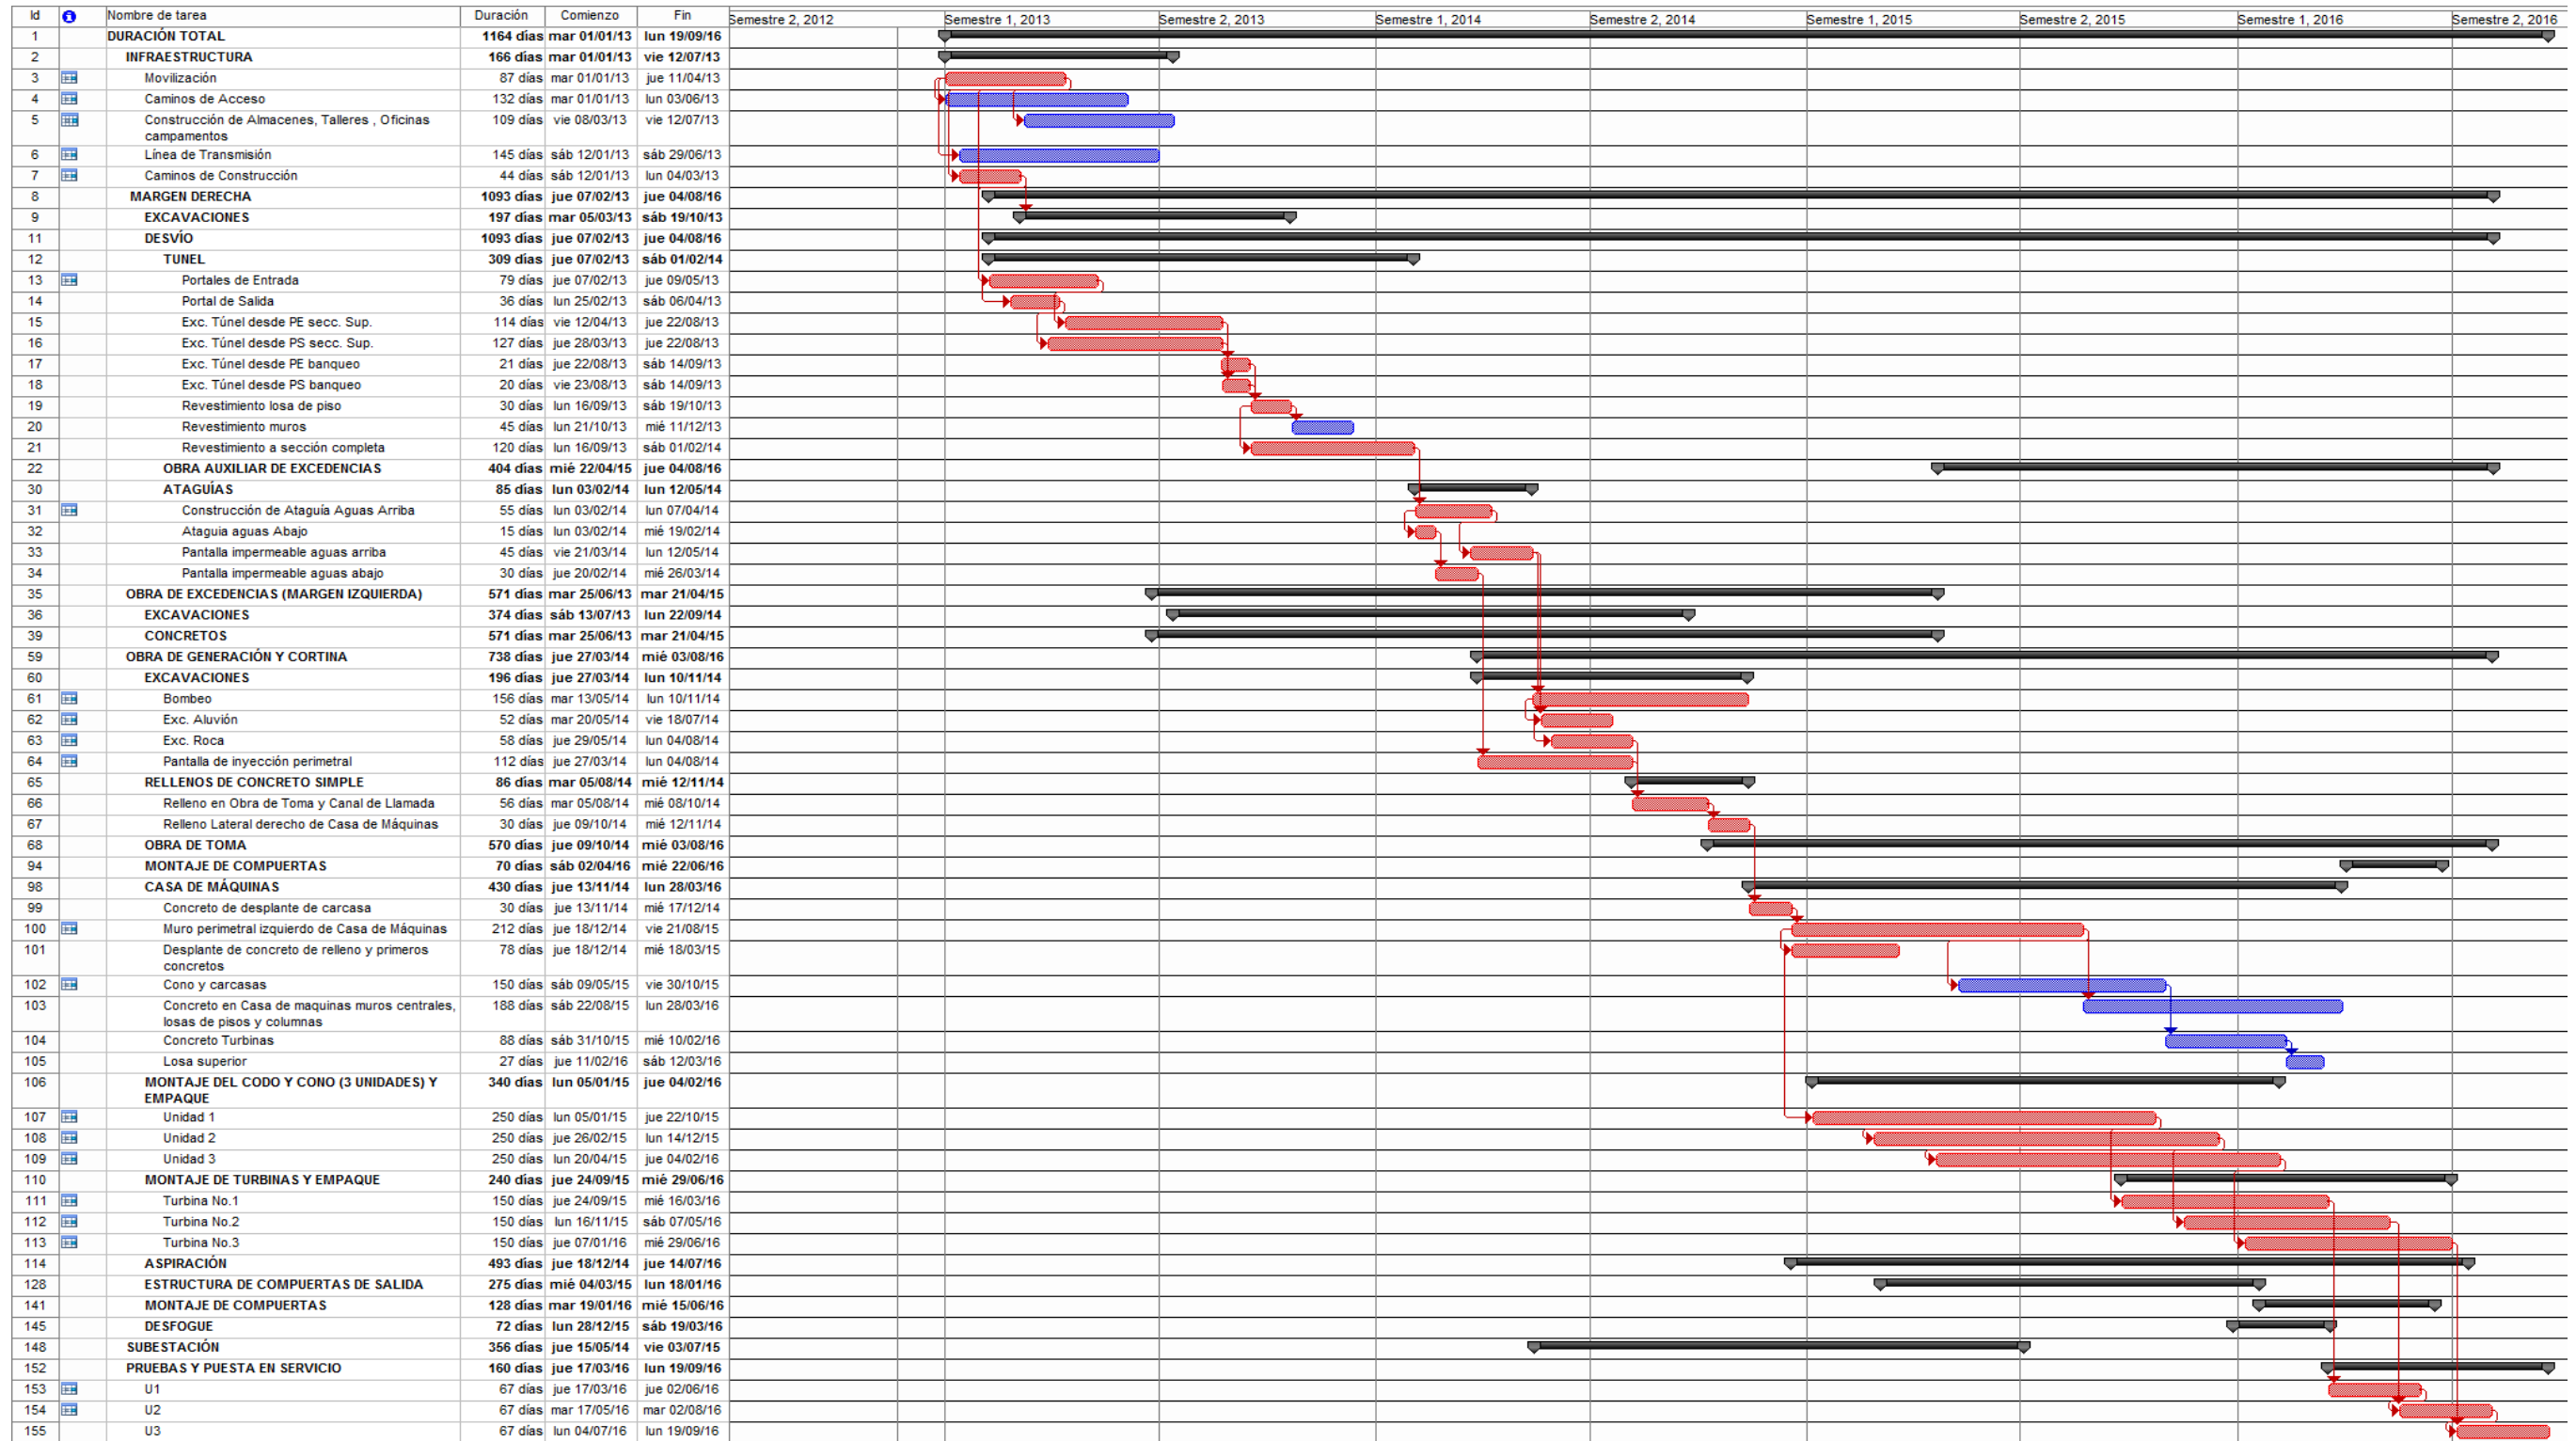 Id Nombre de tarea Duración Comienzo Fin Semestre 2, 2012 Semestre 1, 2013 Semestre 2, 2013 Semestre 1, 2014 Semestre 2, 2014 Semestre 1, 2015 Semestre 2, 2015 Semestre 1, 2016 Semestre 2, 2016
1 DURACIÓN TOTAL 1164 días mar 01/01/13 lun 19/09/16
2 INFRAESTRUCTURA 166 días mar 01/01/13 vie 12/07/13
3 Movilización 87 días mar 01/01/13 jue 11/04/13
4 Caminos de Acceso 132 días mar 01/01/13 lun 03/06/13
5 Construcción de Almacenes, Talleres , Oficinas 109 días vie 08/03/13 vie 12/07/13
campamentos
6 Línea de Transmisión 145 días sáb 12/01/13 sáb 29/06/13
7 Caminos de Construcción 44 días sáb 12/01/13 lun 04/03/13
8 MARGEN DERECHA 1093 días jue 07/02/13 jue 04/08/16
9 EXCAVACIONES 197 días mar 05/03/13 sáb 19/10/13
11 DESVÍO 1093 días jue 07/02/13 jue 04/08/16
12 TUNEL 309 días jue 07/02/13 sáb 01/02/14
13 Portales de Entrada 79 días jue 07/02/13 jue 09/05/13
14 Portal de Salida 36 días lun 25/02/13 sáb 06/04/13
15 Exc. Túnel desde PE secc. Sup. 114 días vie 12/04/13 jue 22/08/13
16 Exc. Túnel desde PS secc. Sup. 127 días jue 28/03/13 jue 22/08/13
17 Exc. Túnel desde PE banqueo 21 días jue 22/08/13 sáb 14/09/13
18 Exc. Túnel desde PS banqueo 20 días vie 23/08/13 sáb 14/09/13
19 Revestimiento losa de piso 30 días lun 16/09/13 sáb 19/10/13
20 Revestimiento muros 45 días lun 21/10/13 mié 11/12/13
21 Revestimiento a sección completa 120 días lun 16/09/13 sáb 01/02/14
22 OBRA AUXILIAR DE EXCEDENCIAS 404 días mié 22/04/15 jue 04/08/16
30 ATAGUÍAS 85 días lun 03/02/14 lun 12/05/14
31 Construcción de Ataguía Aguas Arriba 55 días lun 03/02/14 lun 07/04/14
32 Ataguia aguas Abajo 15 días lun 03/02/14 mié 19/02/14
33 Pantalla impermeable aguas arriba 45 días vie 21/03/14 lun 12/05/14
34 Pantalla impermeable aguas abajo 30 días jue 20/02/14 mié 26/03/14
35 OBRA DE EXCEDENCIAS (MARGEN IZQUIERDA) 571 días mar 25/06/13 mar 21/04/15
36 EXCAVACIONES 374 días sáb 13/07/13 lun 22/09/14
39 CONCRETOS 571 días mar 25/06/13 mar 21/04/15
59 OBRA DE GENERACIÓN Y CORTINA 738 días jue 27/03/14 mié 03/08/16
60 EXCAVACIONES 196 días jue 27/03/14 lun 10/11/14
61 Bombeo 156 días mar 13/05/14 lun 10/11/14
62 Exc. Aluvión 52 días mar 20/05/14 vie 18/07/14
63 Exc. Roca 58 días jue 29/05/14 lun 04/08/14
64 Pantalla de inyección perimetral 112 días jue 27/03/14 lun 04/08/14
65 RELLENOS DE CONCRETO SIMPLE 86 días mar 05/08/14 mié 12/11/14
66 Relleno en Obra de Toma y Canal de Llamada 56 días mar 05/08/14 mié 08/10/14
67 Relleno Lateral derecho de Casa de Máquinas 30 días jue 09/10/14 mié 12/11/14
68 OBRA DE TOMA 570 días jue 09/10/14 mié 03/08/16
94 MONTAJE DE COMPUERTAS 70 días sáb 02/04/16 mié 22/06/16
98 CASA DE MÁQUINAS 430 días jue 13/11/14 lun 28/03/16
99 Concreto de desplante de carcasa 30 días jue 13/11/14 mié 17/12/14
100 Muro perimetral izquierdo de Casa de Máquinas 212 días jue 18/12/14 vie 21/08/15
101 Desplante de concreto de relleno y primeros 78 días jue 18/12/14 mié 18/03/15
concretos
102 Cono y carcasas 150 días sáb 09/05/15 vie 30/10/15
103 Concreto en Casa de maquinas muros centrales, 188 días sáb 22/08/15 lun 28/03/16
losas de pisos y columnas
104 Concreto Turbinas 88 días sáb 31/10/15 mié 10/02/16
105 Losa superior 27 días jue 11/02/16 sáb 12/03/16
106 MONTAJE DEL CODO Y CONO (3 UNIDADES) Y 340 días lun 05/01/15 jue 04/02/16
EMPAQUE
107 Unidad 1 250 días lun 05/01/15 jue 22/10/15
108 Unidad 2 250 días jue 26/02/15 lun 14/12/15
109 Unidad 3 250 días lun 20/04/15 jue 04/02/16
110 MONTAJE DE TURBINAS Y EMPAQUE 240 días jue 24/09/15 mié 29/06/16
111 Turbina No.1 150 días jue 24/09/15 mié 16/03/16
112 Turbina No.2 150 días lun 16/11/15 sáb 07/05/16
113 Turbina No.3 150 días jue 07/01/16 mié 29/06/16
114 ASPIRACIÓN 493 días jue 18/12/14 jue 14/07/16
128 ESTRUCTURA DE COMPUERTAS DE SALIDA 275 días mié 04/03/15 lun 18/01/16
141 MONTAJE DE COMPUERTAS 128 días mar 19/01/16 mié 15/06/16
145 DESFOGUE 72 días lun 28/12/15 sáb 19/03/16
148 SUBESTACIÓN 356 días jue 15/05/14 vie 03/07/15
152 PRUEBAS Y PUESTA EN SERVICIO 160 días jue 17/03/16 lun 19/09/16
153 U1 67 días jue 17/03/16 jue 02/06/16
154 U2 67 días mar 17/05/16 mar 02/08/16
155 U3 67 días lun 04/07/16 lun 19/09/16